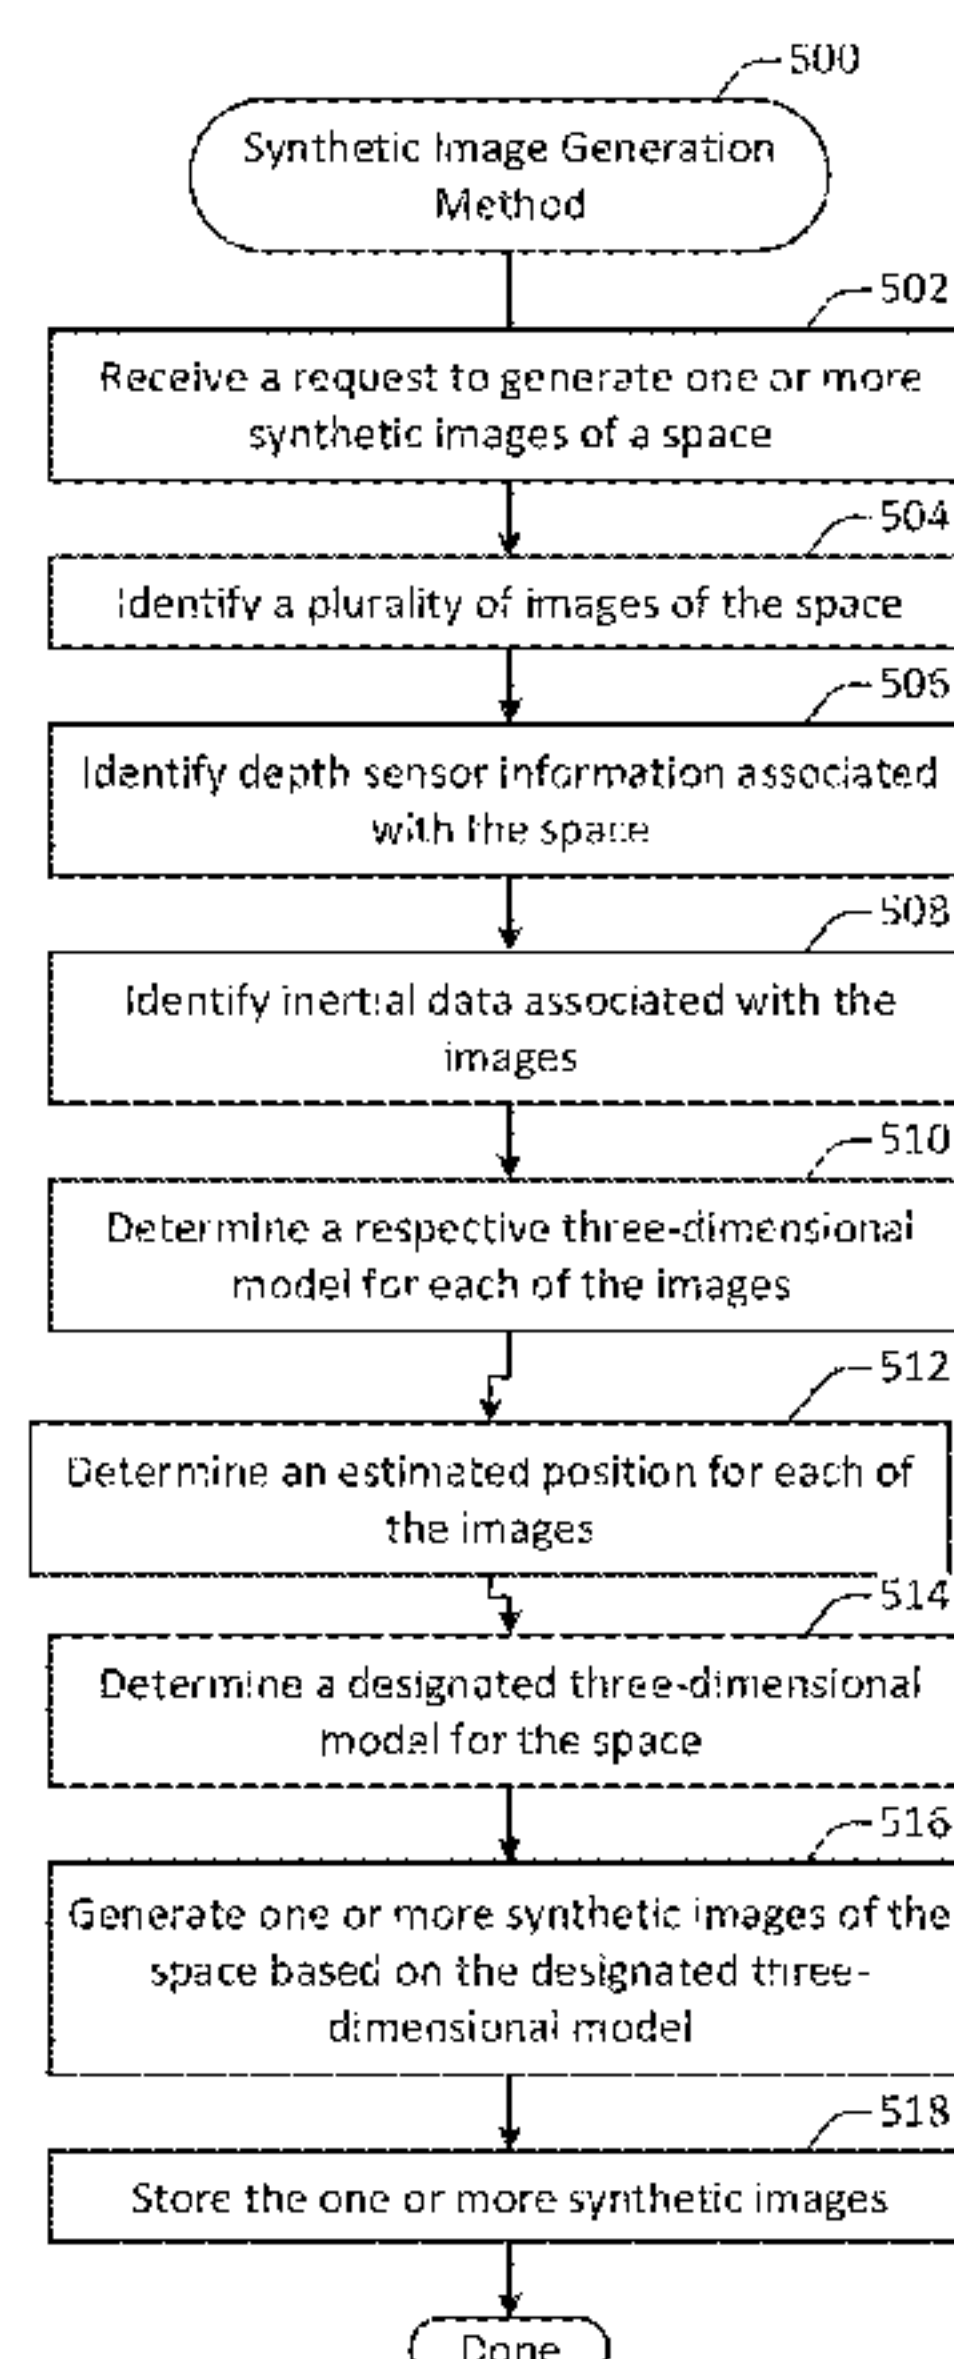 500
Synthetic Image Generation
Method
502
Receive a request to generate one or more
synthetic images of a space
504
Identify a plurality of images of the space
506
Identify depth sensor information associated
with the space
508
Identify inertial data associated with the
images
510
Determine a respective three-dimensional
model for each of the images
512
Determine an estimated position for each of
the images
514
Determine a designated three-dimensional
model for the space
516
Generate one or more synthetic images of the
space based on the designated three-
dimensional model
518
Store the one or more synthetic images
Done